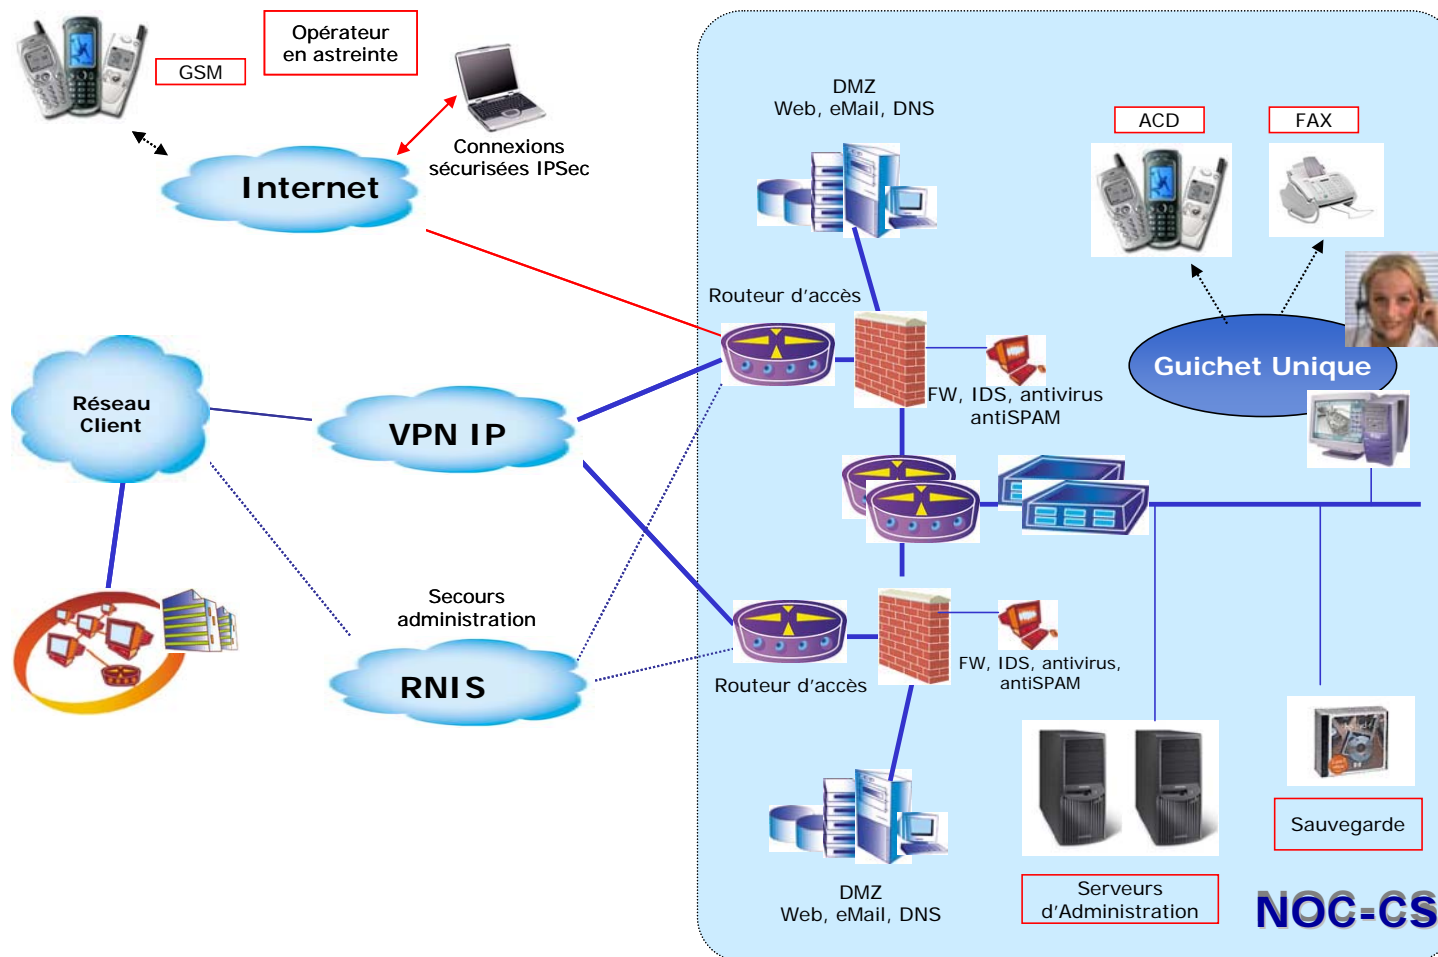 Opérateur
en astreinte
GSM
Connexions
sécurisées IPSec
Internet
DMZ
Web, eMail, DNS
ACD
FAX
Routeur d'accès
Guichet Unique
FW, IDS, antivirus
antiSPAM
Réseau
Client
VPN IP
Secours
administration
RNIS
Routeur d'accès
FW, IDS, antivirus,
antiSPAM
DMZ
Web, eMail, DNS
Serveurs
d'Administration
Sauvegarde
NOC-CS